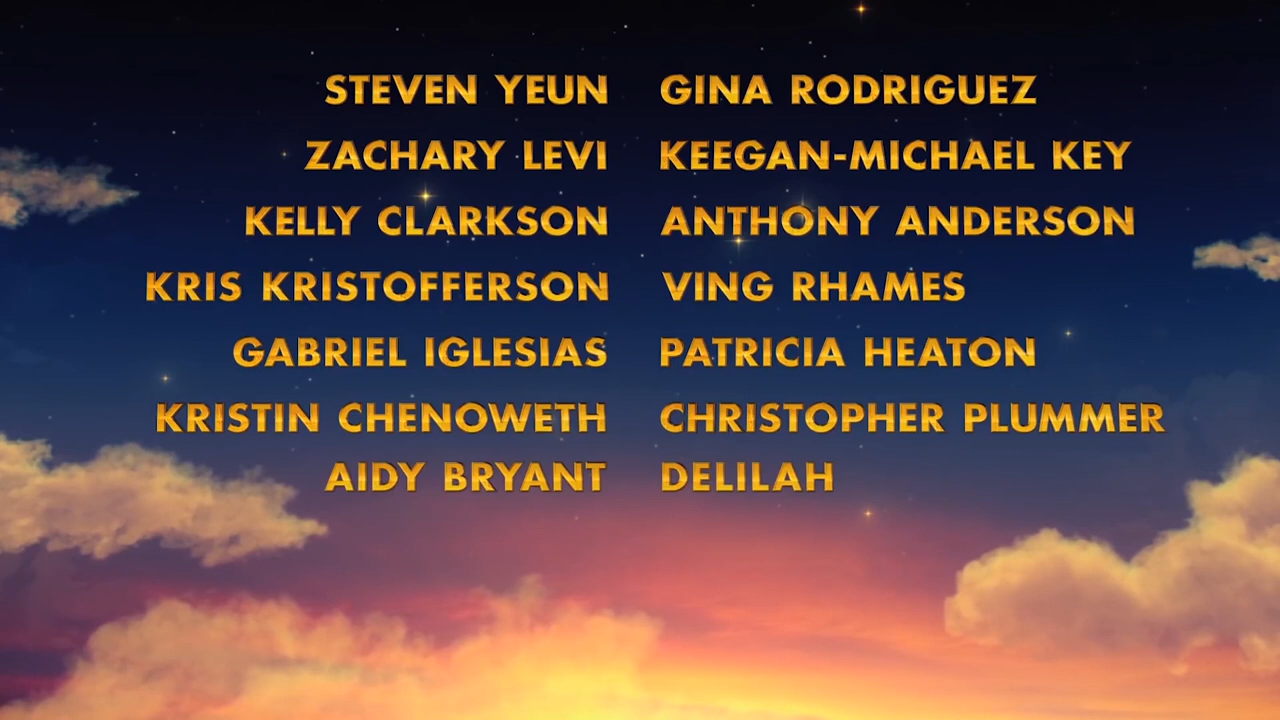 STEVEN YEUN GINA RODRIGUEZ
ZACHARY LEVI KEEGAN-MICHAEL KEY
KELLY CLARKSON ANTHONY ANDERSON
KRIS KRISTOFFERSON VING RHAMES
GABRIEL IGLESIAS PATRICIA HEATON
KRISTIN CHENOWETH CHRISTOPHER PLUMMER
AIDY BRYANT DELILAH